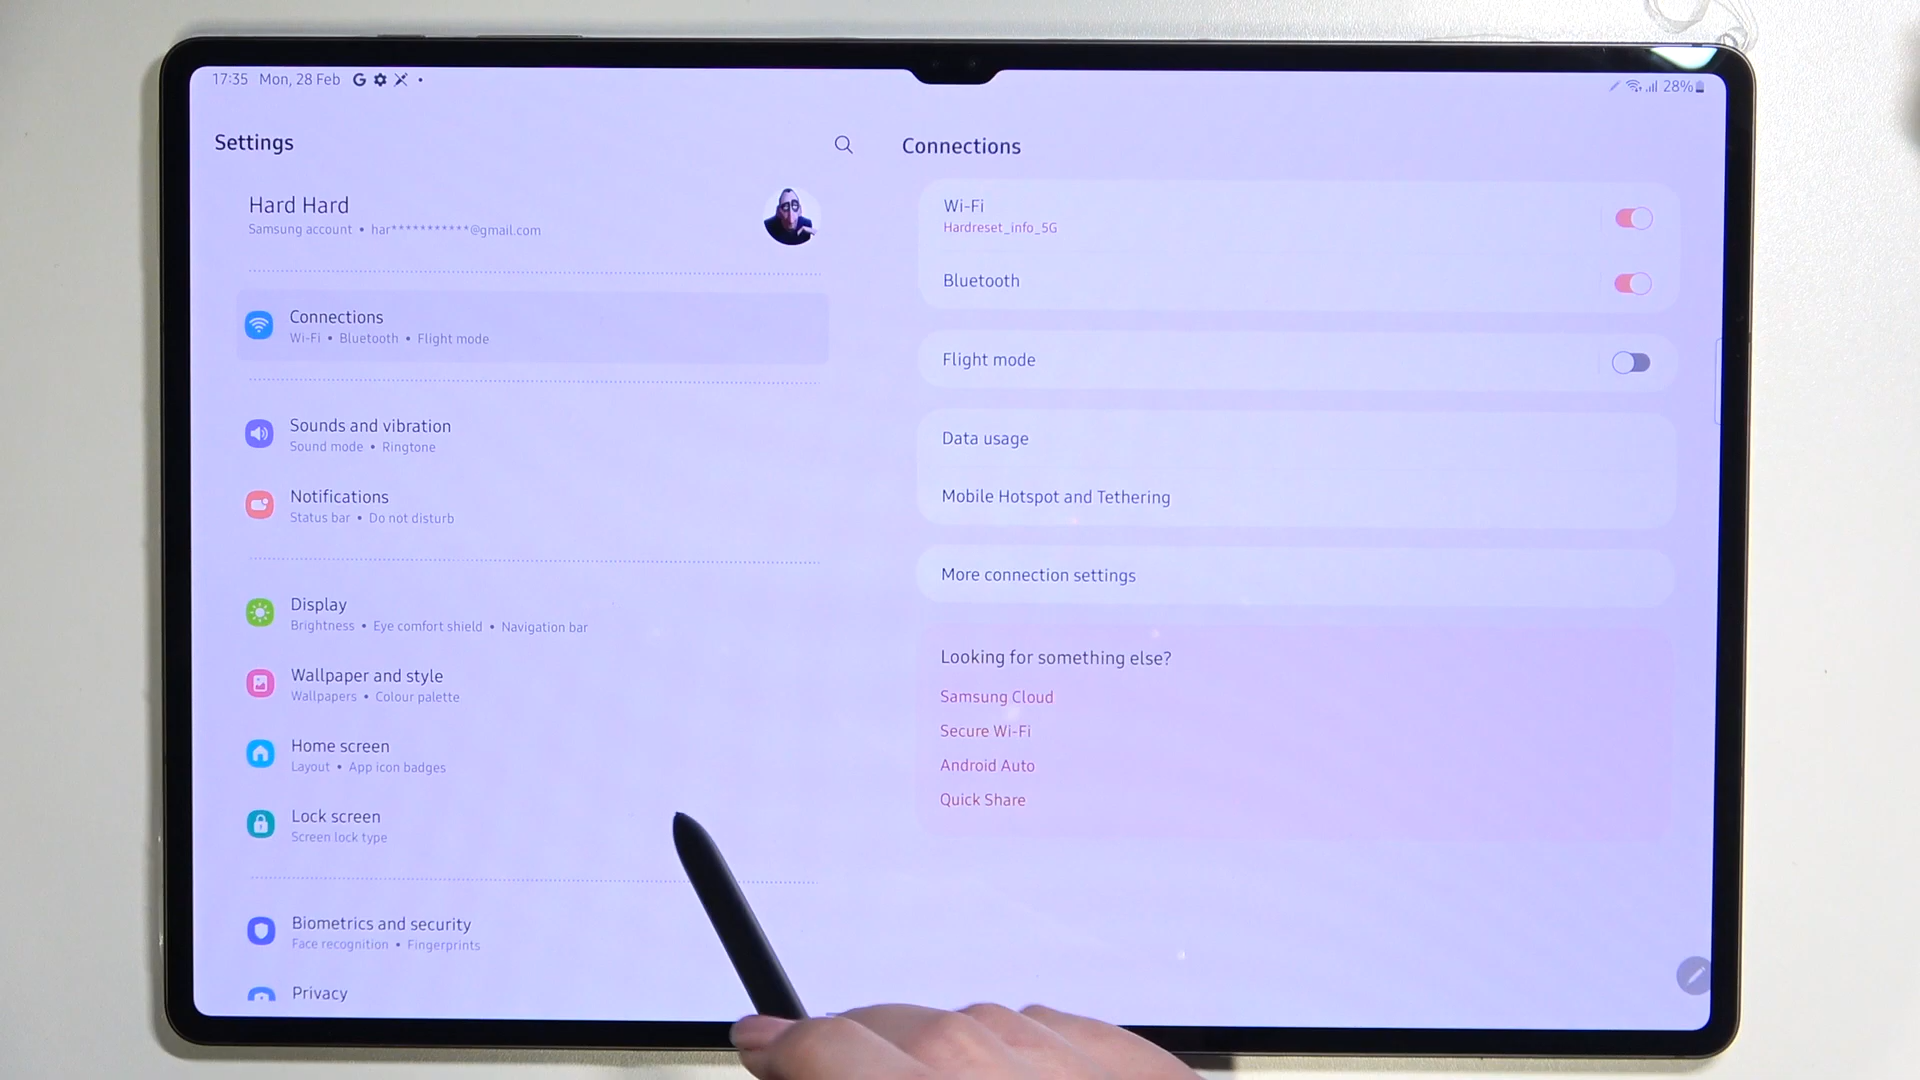 17:35 Mon, 28 Feb G
28%
Settings
Hard Hard
Samsung account • har***********@gmail.com
Connections
Wi-Fi • Bluetooth • Flight mode
Sounds and vibration
Sound mode • Ringtone
Notifications
Status bar • Do not disturb
Display
Brightness • Eye comfort shield • Navigation bar
Wallpaper and style
Wallpapers • Colour palette
Home screen
Layout • App icon badges
Lock screen
Screen lock type
Biometrics and security
Face recognition • Fingerprints
Privacy
Connections
Wi-Fi
Hardreset_info_5G
Bluetooth
Flight mode
Data usage
Mobile Hotspot and Tethering
More connection settings
Looking for something else?
Samsung Cloud
Secure Wi-Fi
Android Auto
Quick Share